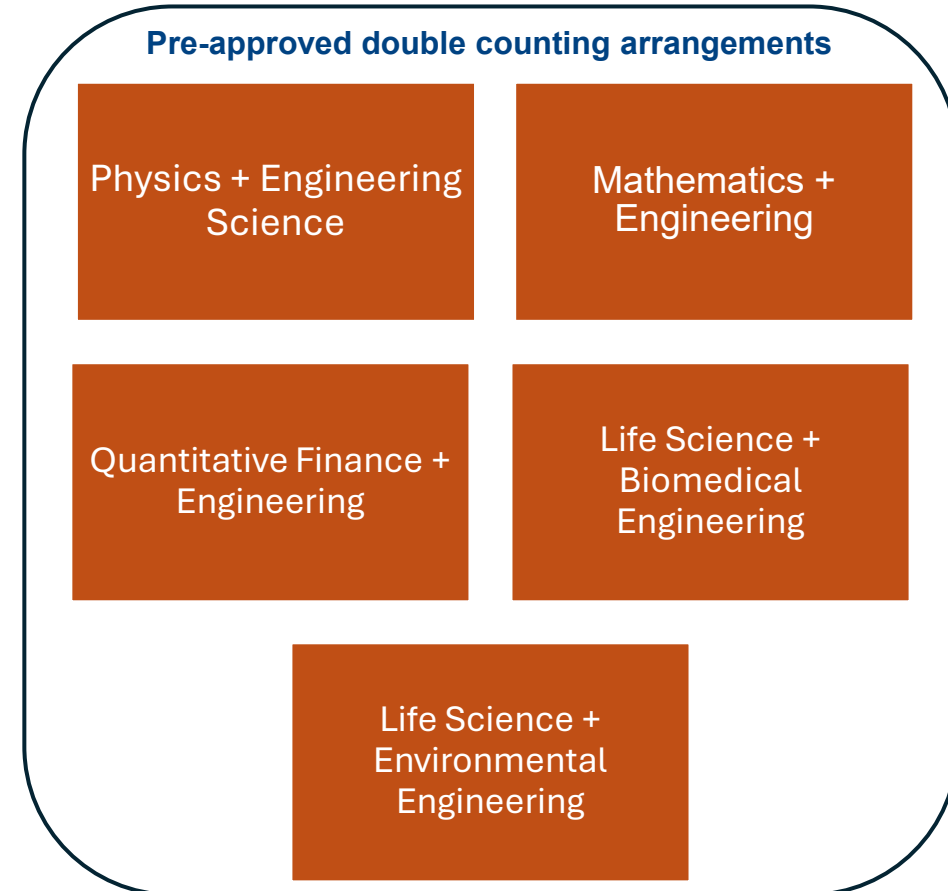 Pre-approved double counting arrangements
Physics + Engineering
Science
Mathematics +
Engineering
Quantitative Finance +
Engineering
Life Science +
Biomedical
Engineering
Life Science +
Environmental
Engineering